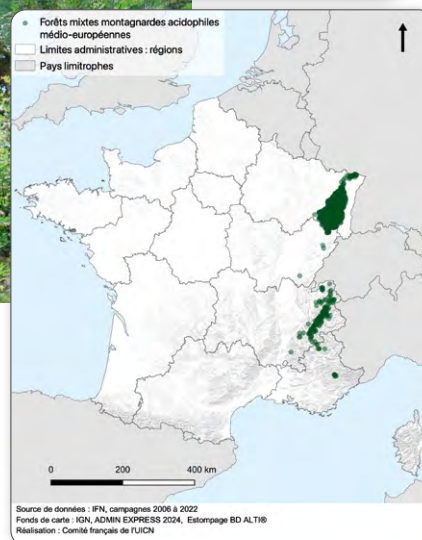 Forêts mixtes montagnardes acidophiles
médio-européennes
Limites administratives : régions
Pays limitrophes
0 200 400 km
Source de données : IFN, campagnes 2006 à 2022
Fonds de carte : IGN, ADMIN EXPRESS 2024, Estompage BD ALTI®
Réalisation : Comité français de l'UICN